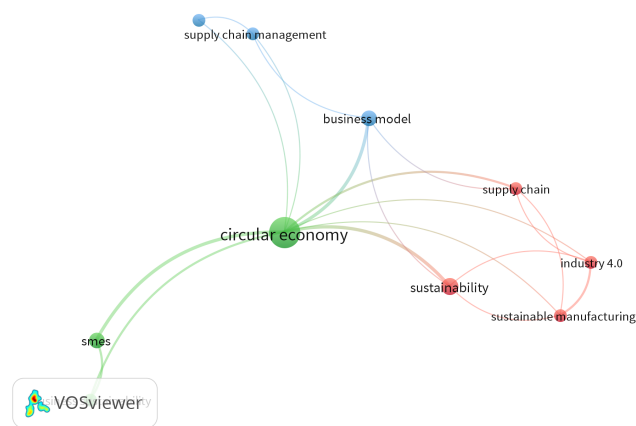 supply chain management
business model
supply chain
circular economy
industry 4.0
sustainability
sustainable manufacturing
smes
VOSviewer